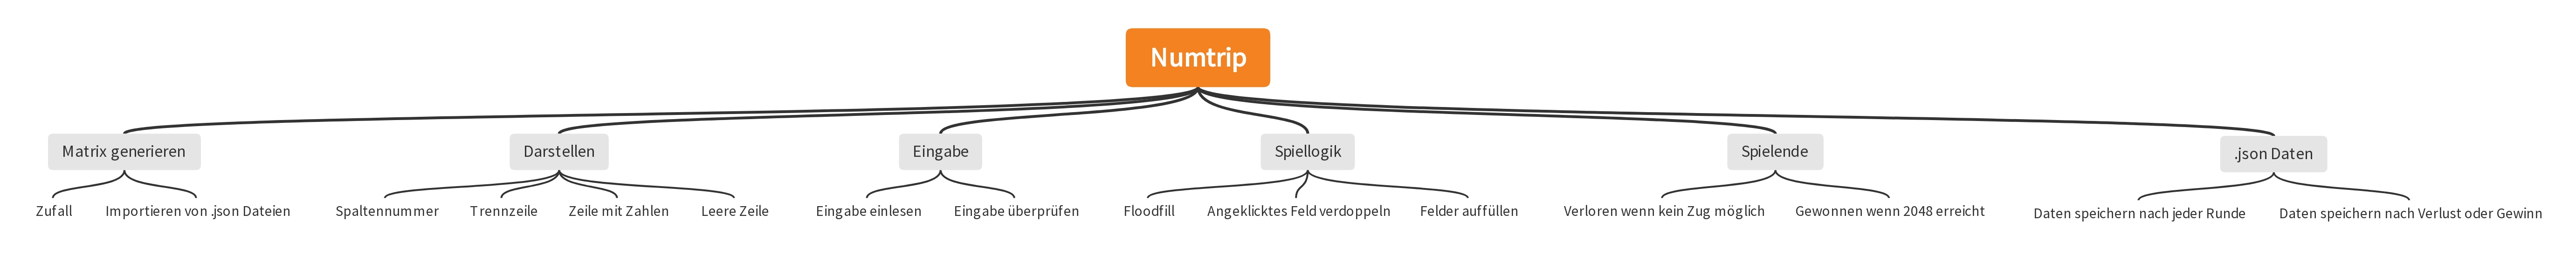 Numtrip
Matrix generieren
Darstellen
Eingabe
Spiellogik
Spielende
.json Daten
Zufall
Importieren von .json Dateien
Spaltennummer
Trennzeile
Zeile mit Zahlen
Leere Zeile
Eingabe einlesen
Eingabe überprüfen
Floodfill
Angeklicktes Feld verdoppeln
Felder auffüllen
Verloren wenn kein Zug möglich
Gewonnen wenn 2048 erreicht
Daten speichern nach jeder Runde
Daten speichern nach Verlust oder Gewinn